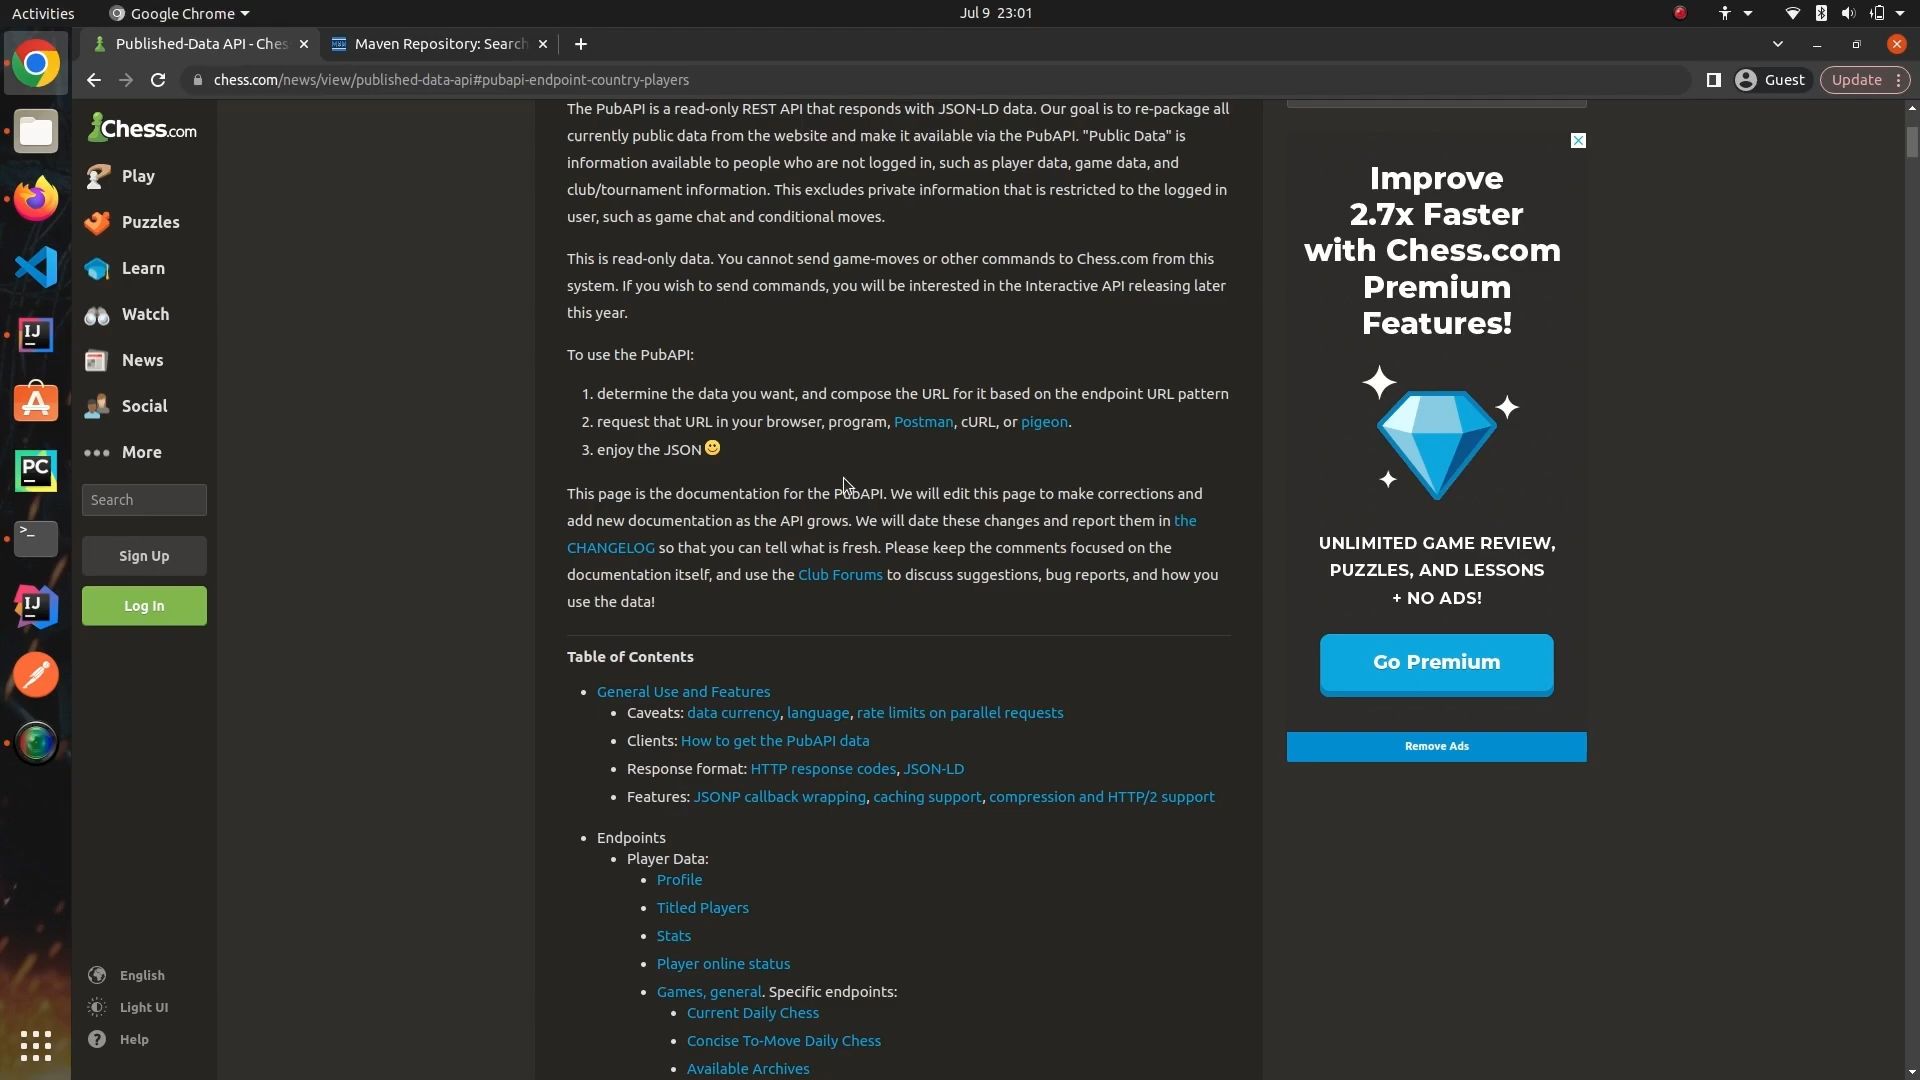 Activities
Google Chrome
Jul 9 23:01
Published-Data API - Ches
Maven Repository: Search
chess.com/news/view/published-data-api#pubapi-endpoint-country-players
Guest
Update
Chess.com
Play
Puzzles
Learn
Watch
News
Social
More
Search
Sign Up
Log In
English
Light UI
Help
The PubAPI is a read-only REST API that responds with JSON-LD data. Our goal is to re-package all
currently public data from the website and make it available via the PubAPI. "Public Data" is
information available to people who are not logged in, such as player data, game data, and
club/tournament information. This excludes private information that is restricted to the logged in
user, such as game chat and conditional moves.
This is read-only data. You cannot send game-moves or other commands to Chess.com from this
system. If you wish to send commands, you will be interested in the Interactive API releasing later
this year.
To use the PubAPI:
1. determine the data you want, and compose the URL for it based on the endpoint URL pattern
2. request that URL in your browser, program, Postman, cURL, or pigeon.
3. enjoy the JSON
This page is the documentation for the PubAPI. We will edit this page to make corrections and
add new documentation as the API grows. We will date these changes and report them in the
CHANGELOG so that you can tell what is fresh. Please keep the comments focused on the
documentation itself, and use the Club Forums to discuss suggestions, bug reports, and how you
use the data!
Table of Contents
General Use and Features
Caveats: data currency, language, rate limits on parallel requests
Clients: How to get the PubAPI data
Response format: HTTP response codes, JSON-LD
Features: JSONP callback wrapping, caching support, compression and HTTP/2 support
Endpoints
Player Data:
Profile
Titled Players
Stats
Player online status
Games, general. Specific endpoints:
Current Daily Chess
Concise To-Move Daily Chess
Available Archives
Improve
2.7x Faster
with Chess.com
Premium
Features!
UNLIMITED GAME REVIEW,
PUZZLES, AND LESSONS
+ NO ADS!
Go Premium
Remove Ads
IJ
PC
>_
IJ